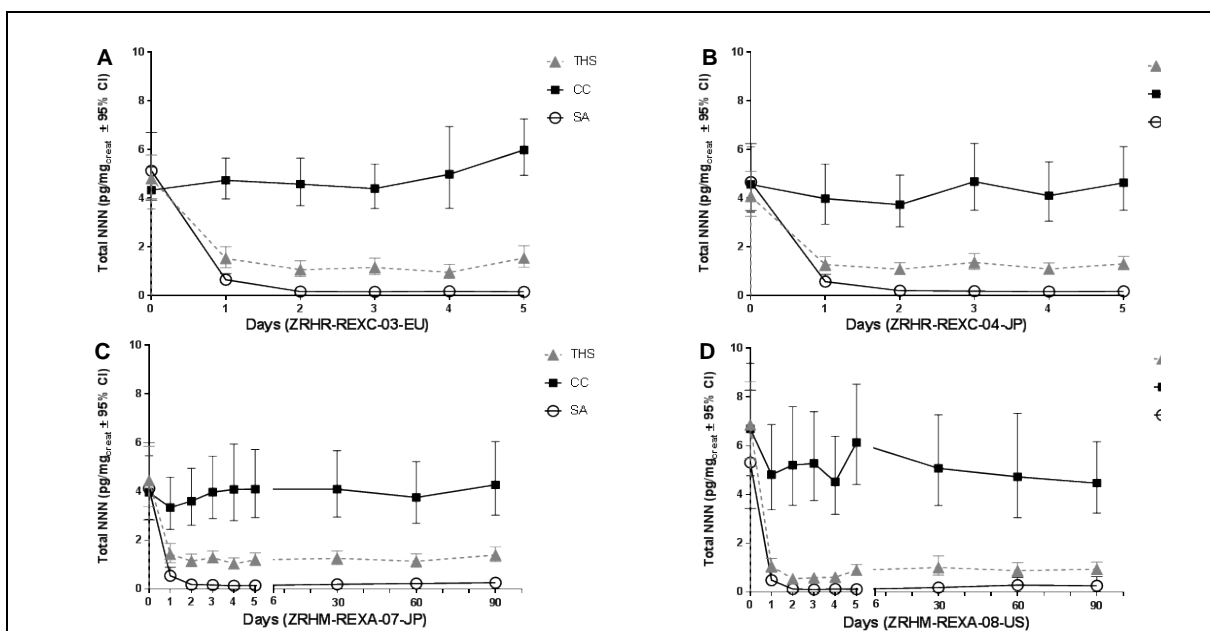 A
Total NNN (pg/mgcreat ± 95% CI)
10
8
6
4
2
0
0 1 2 3 4 5
Days (ZRHR-REXC-03-EU)
THS
CC
SA
B
Total NNN (pg/mgcreat ± 95% CI)
10
8
6
4
2
0
0 1 2 3 4 5
Days (ZRHR-REXC-04-JP)
C
Total NNN (pg/mgcreat ± 95% CI)
10
8
6
4
2
0
0 1 2 3 4 5 6 30 60 90
Days (ZRHM-REXA-07-JP)
THS
CC
SA
D
Total NNN (pg/mgcreat ± 95% CI)
10
8
6
4
2
0
0 1 2 3 4 5 6 30 60 90
Days (ZRHM-REXA-08-US)